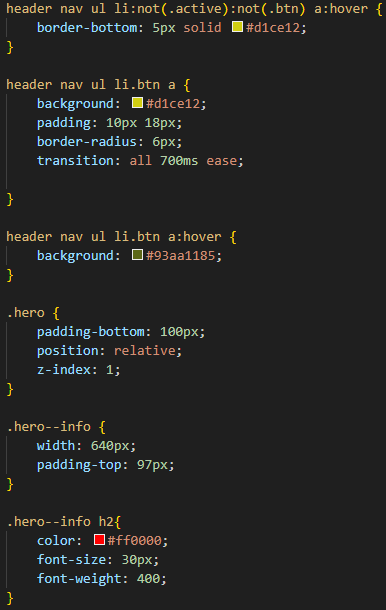 header nav ul li:not(.active):not(.btn) a:hover {
    border-bottom: 5px solid #d1ce12;
}

header nav ul li.btn a {
    background: #d1ce12;
    padding: 10px 18px;
    border-radius: 6px;
    transition: all 700ms ease;

}

header nav ul li.btn a:hover {
    background: #93aa1185;
}

.hero {
    padding-bottom: 100px;
    position: relative;
    z-index: 1;
}

.hero--info {
    width: 640px;
    padding-top: 97px;
}

.hero--info h2{
    color: #ff0000;
    font-size: 30px;
    font-weight: 400;
}